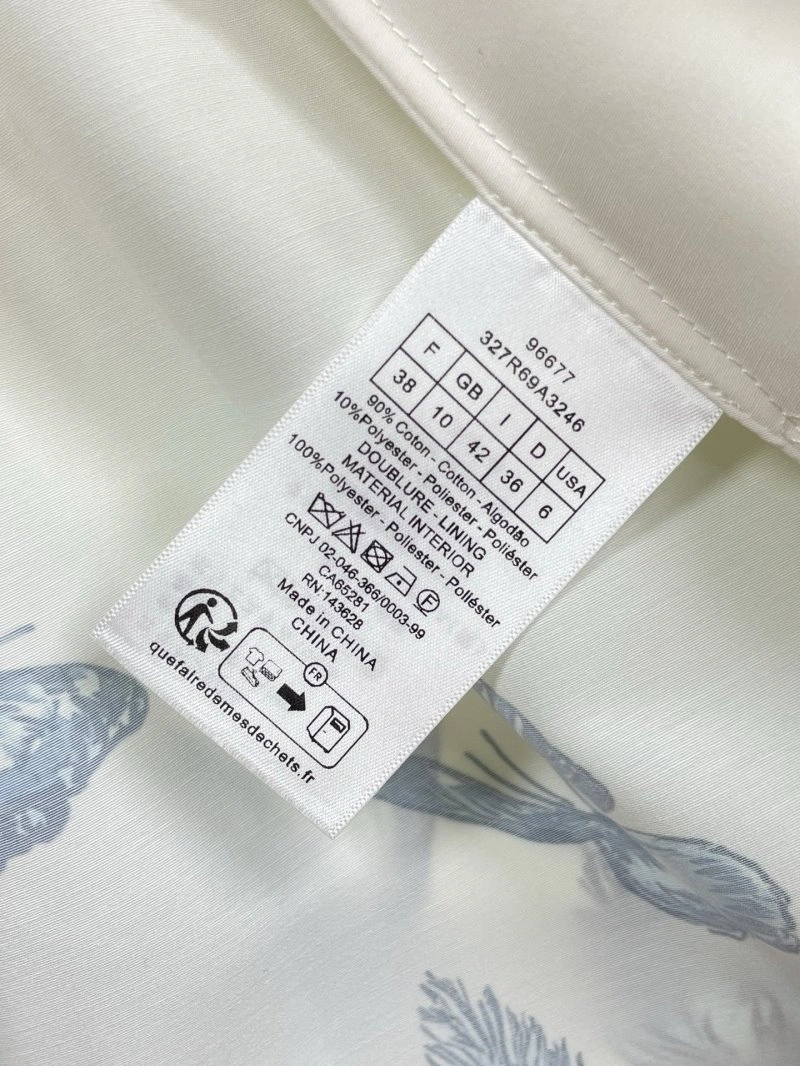 96677
327R69A3246
F GB I D USA
38 10 42 36 6
90% Coton - Cotton - Algodão
10%Polyester - Poliester - Poliéster
DOUBLURE - LINING
MATERIAL INTERIOR
100%Polyester - Poliester - Poliéster
CNPJ 02-046-366/0003-99
CA65281
RN:143628
Made in CHINA
CHINA
FR
quefairedemesdechets.fr